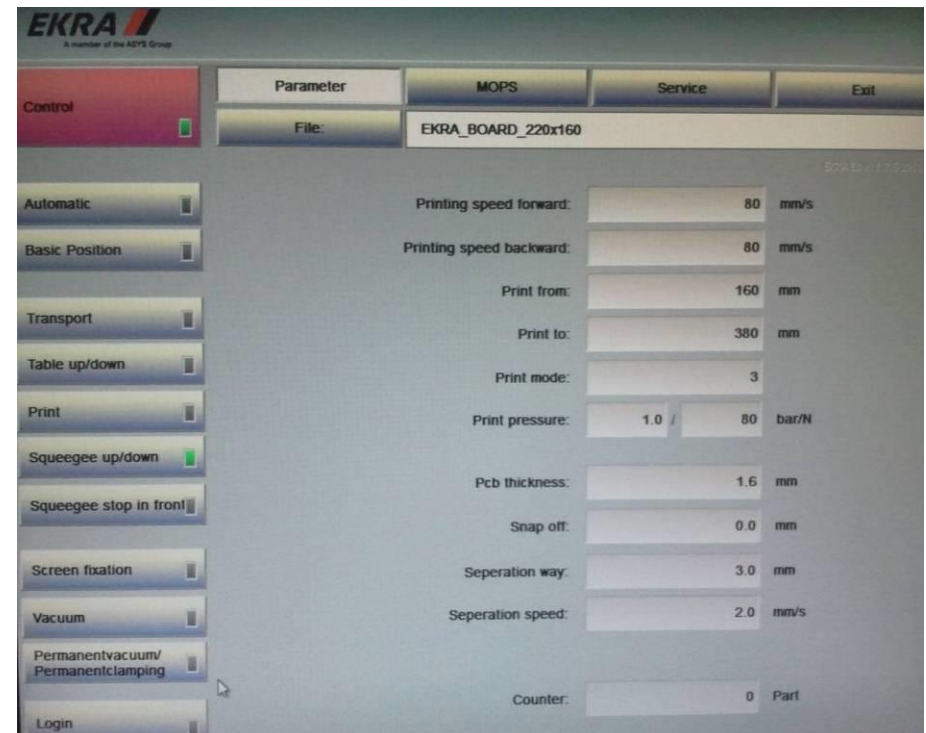 EKRA
A member of the ASYS Group
Parameter MOPS Service Exit
Control
File: EKRA_BOARD_220x160
Automatic
Basic Position
Transport
Table up/down
Print
Squeegee up/down
Squeegee stop in front
Screen fixation
Vacuum
Permanentvacuum/
Permanentclamping
Login
Printing speed forward: 80 mm/s
Printing speed backward: 80 mm/s
Print from: 160 mm
Print to: 380 mm
Print mode: 3
Print pressure: 1.0 / 80 bar/N
Pcb thickness: 1.6 mm
Snap off: 0.0 mm
Seperation way: 3.0 mm
Seperation speed: 2.0 mm/s
Counter: 0 Part